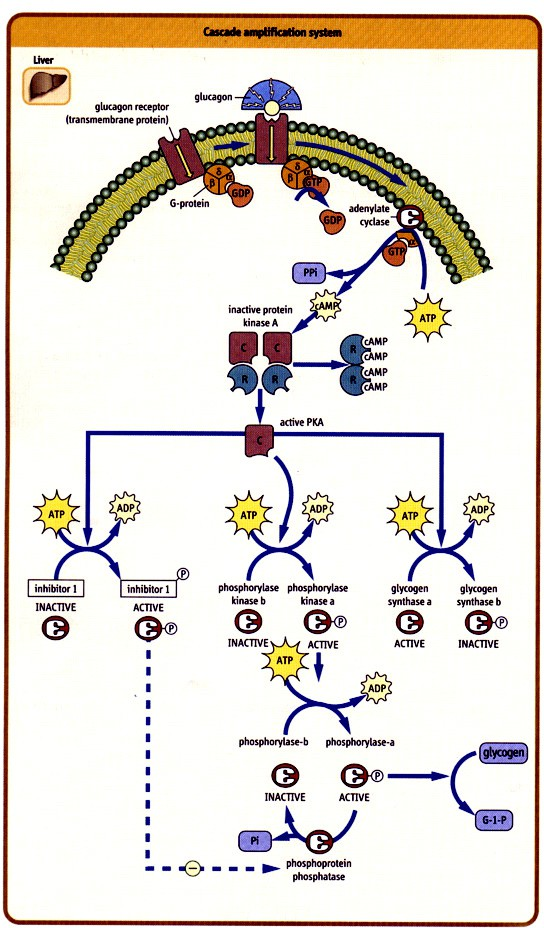 Cascade amplification system
Liver
glucagon
glucagon receptor
(transmembrane protein)
δ
β
α
GDP
G-protein
δ
β
α
GTP
GDP
adenylate
cyclase
α
GTP
PPi
cAMP
ATP
inactive protein
kinase A
C
C
R
R
R
cAMP
cAMP
R
cAMP
cAMP
active PKA
C
ATP
ADP
ATP
ADP
ATP
ADP
inhibitor 1
INACTIVE
P
inhibitor 1
ACTIVE
P
phosphorylase
kinase b
INACTIVE
phosphorylase
kinase a
P
ACTIVE
glycogen
synthase a
ACTIVE
glycogen
synthase b
P
INACTIVE
ATP
ADP
phosphorylase-b
INACTIVE
phosphorylase-a
P
ACTIVE
glycogen
G-1-P
Pi
phosphoprotein
phosphatase
−